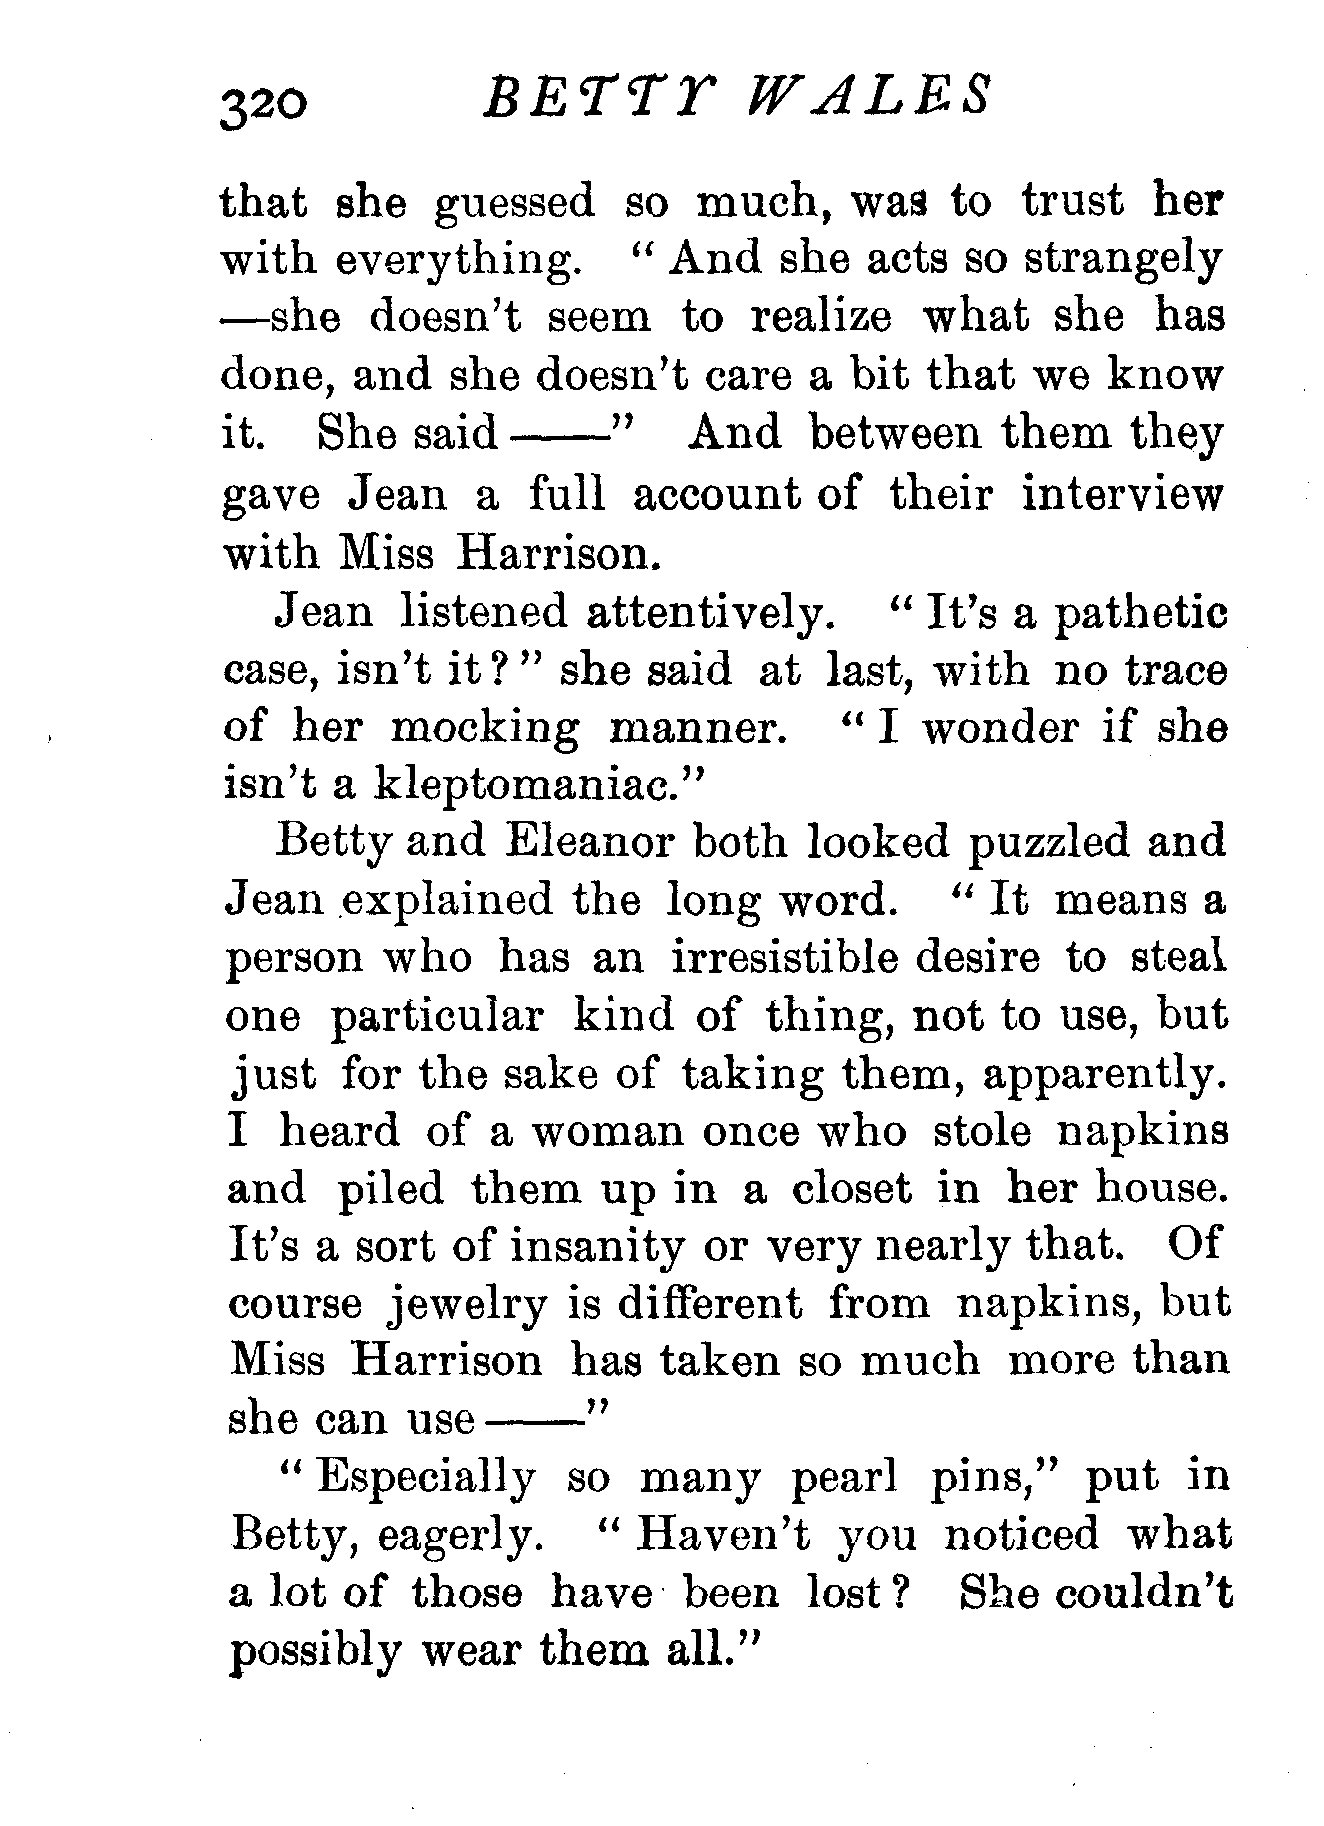 320 BETTY WALES
that she guessed so much, was to trust her
with everything. “ And she acts so strangely
—she doesn’t seem to realize what she has
done, and she doesn’t care a bit that we know
it. She said ——” And between them they
gave Jean a full account of their interview
with Miss Harrison.
Jean listened attentively. “ It’s a pathetic
case, isn’t it ? ” she said at last, with no trace
of her mocking manner. “ I wonder if she
isn’t a kleptomaniac.”
Betty and Eleanor both looked puzzled and
Jean explained the long word. “ It means a
person who has an irresistible desire to steal
one particular kind of thing, not to use, but
just for the sake of taking them, apparently.
I heard of a woman once who stole napkins
and piled them up in a closet in her house.
It’s a sort of insanity or very nearly that. Of
course jewelry is different from napkins, but
Miss Harrison has taken so much more than
she can use ——”
“ Especially so many pearl pins,” put in
Betty, eagerly. “ Haven’t you noticed what
a lot of those have been lost ? She couldn’t
possibly wear them all.”